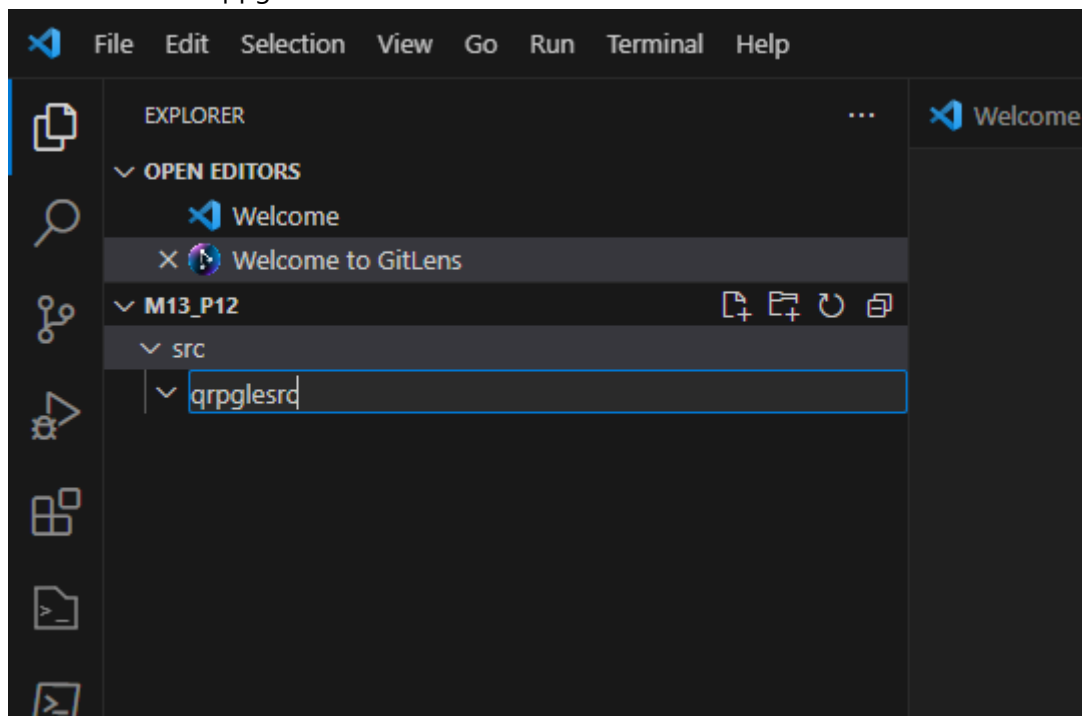 File Edit Selection View Go Run Terminal Help
EXPLORER
Welcome
OPEN EDITORS
Welcome
Welcome to GitLens
M13_P12
src
qrpglesrc